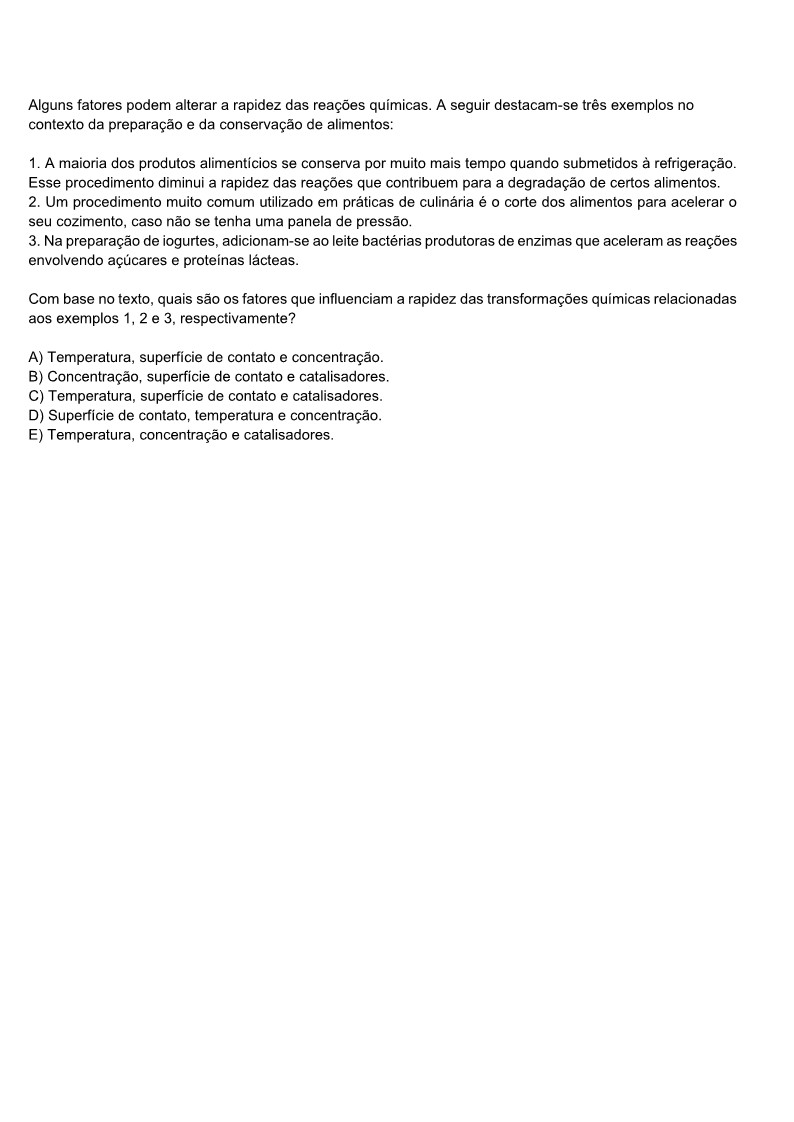 Alguns fatores podem alterar a rapidez das reações químicas. A seguir destacam-se três exemplos no
contexto da preparação e da conservação de alimentos:
1. A maioria dos produtos alimentícios se conserva por muito mais tempo quando submetidos à refrigeração.
Esse procedimento diminui a rapidez das reações que contribuem para a degradação de certos alimentos.
2. Um procedimento muito comum utilizado em práticas de culinária é o corte dos alimentos para acelerar o
seu cozimento, caso não se tenha uma panela de pressão.
3. Na preparação de iogurtes, adicionam-se ao leite bactérias produtoras de enzimas que aceleram as reações
envolvendo açúcares e proteínas lácteas.
Com base no texto, quais são os fatores que influenciam a rapidez das transformações químicas relacionadas
aos exemplos 1, 2 e 3, respectivamente?
A) Temperatura, superfície de contato e concentração.
B) Concentração, superfície de contato e catalisadores.
C) Temperatura, superfície de contato e catalisadores.
D) Superfície de contato, temperatura e concentração.
E) Temperatura, concentração e catalisadores.